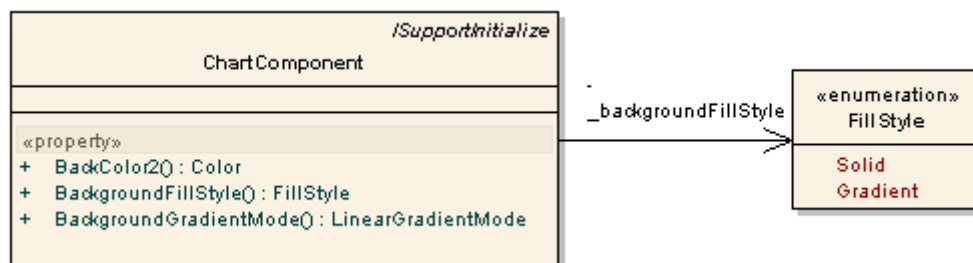 ISupportInitialize
ChartComponent
«property»
+ BackColor2() : Color
+ BackgroundFillStyle() : FillStyle
+ BackgroundGradientMode() : LinearGradientMode
-
_backgroundFillStyle
«enumeration»
FillStyle
Solid
Gradient